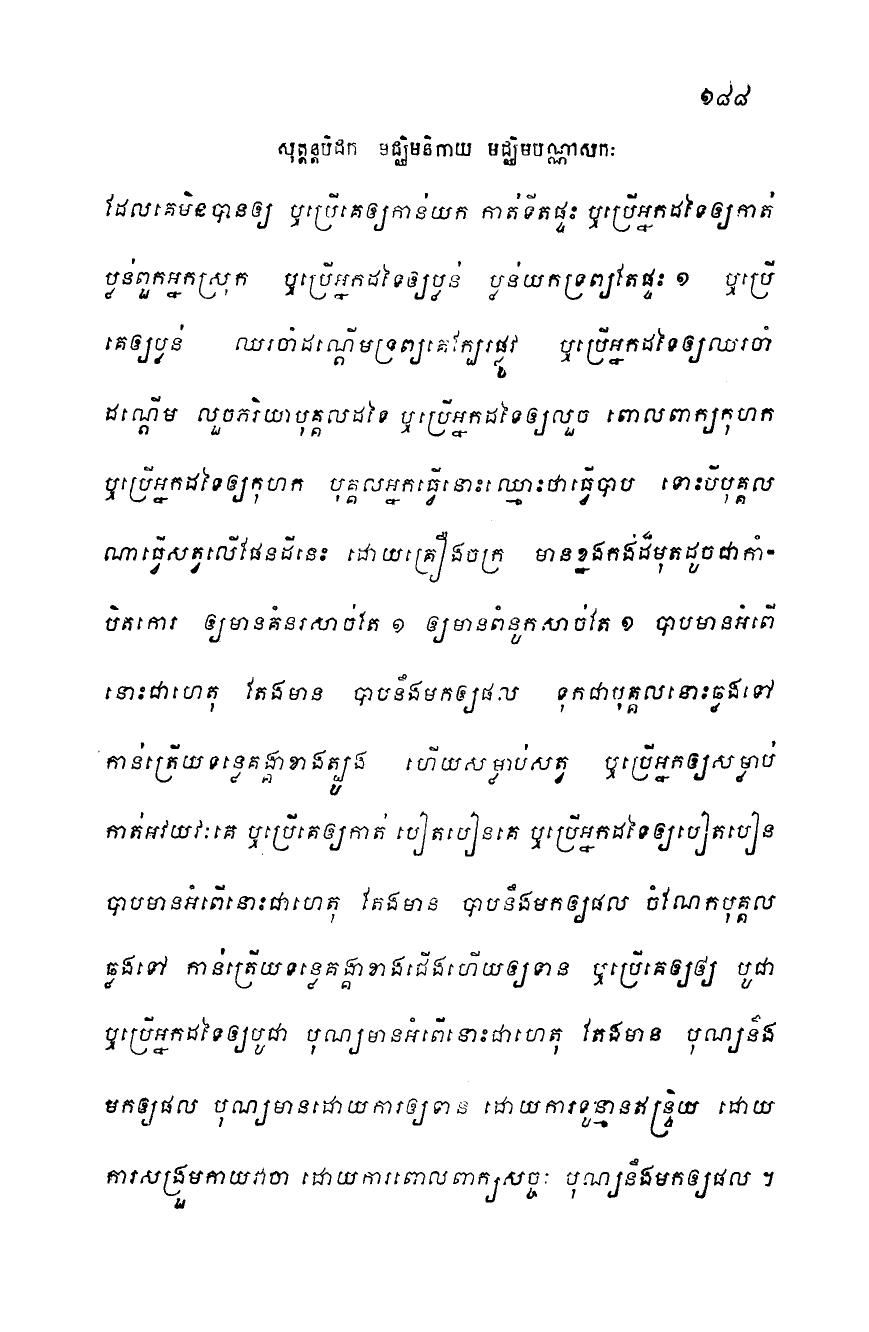 ១៨៨
សុត្តន្តបិដក មជ្ឈិមនិកាយ មជ្ឈិមបណ្ណាសកៈ
ដែលគេមិនបានឲ្យ ឬប្រើគេឲ្យកាន់យក កាត់ទីតផ្ទះ ឬប្រើអ្នកដទៃឲ្យកាត់
ប្លន់ពួកអ្នកស្រុក ឬប្រើអ្នកដទៃឲ្យប្លន់ ប្លន់យកទ្រព្យតែផ្ទះ ១ ឬប្រើ
គេឲ្យប្លន់ ឈរចាំដណ្តើមទ្រព្យគេក្បែរផ្លូវ ឬប្រើអ្នកដទៃឲ្យឈរចាំ
ដណ្តើម លួចភរិយាបុគ្គលដទៃ ឬប្រើអ្នកដទៃឲ្យលួច ពោលពាក្យកុហក
ឬប្រើអ្នកដទៃឲ្យកុហក បុគ្គលអ្នកធ្វើនោះឈ្មោះថាធ្វើបាប ទោះបីបុគ្គល
ណាធ្វើសត្វលើផែនដីនេះ ដោយគ្រឿងចក្រ មានខ្នងកង់ដ៏មុតដូចជាកាំ-
បិតកោរ ឲ្យមានគំនរសាច់តែ ១ ឲ្យមានពំនូកសាច់តែ ១ បាបមានអំពើ
នោះជាហេតុ តែងមាន បាបនឹងមកឲ្យផល ទុកជាបុគ្គលនោះឆ្លងទៅ
កាន់ត្រើយទន្លេគង្គាខាងត្បូង ហើយសម្លាប់សត្វ ឬប្រើអ្នកឲ្យសម្លាប់
កាត់អវយវៈគេ ឬប្រើគេឲ្យកាត់ បៀតបៀនគេ ឬប្រើអ្នកដទៃឲ្យបៀតបៀន
បាបមានអំពើនោះជាហេតុ តែងមាន បាបនឹងមកឲ្យផល ចំណែកបុគ្គល
ឆ្លងទៅ កាន់ត្រើយទន្លេគង្គាខាងជើងហើយឲ្យទាន ឬប្រើគេឲ្យឲ្យ បូជា
ឬប្រើអ្នកដទៃឲ្យបូជា បុណ្យមានអំពើនោះជាហេតុ តែងមាន បុណ្យនឹង
មកឲ្យផល បុណ្យមានដោយការឲ្យទាន ដោយការទូន្មានឥន្ទ្រិយ ដោយ
ការសង្រួមកាយវាចា ដោយការពោលពាក្យសច្ចៈ បុណ្យនឹងមកឲ្យផល ។